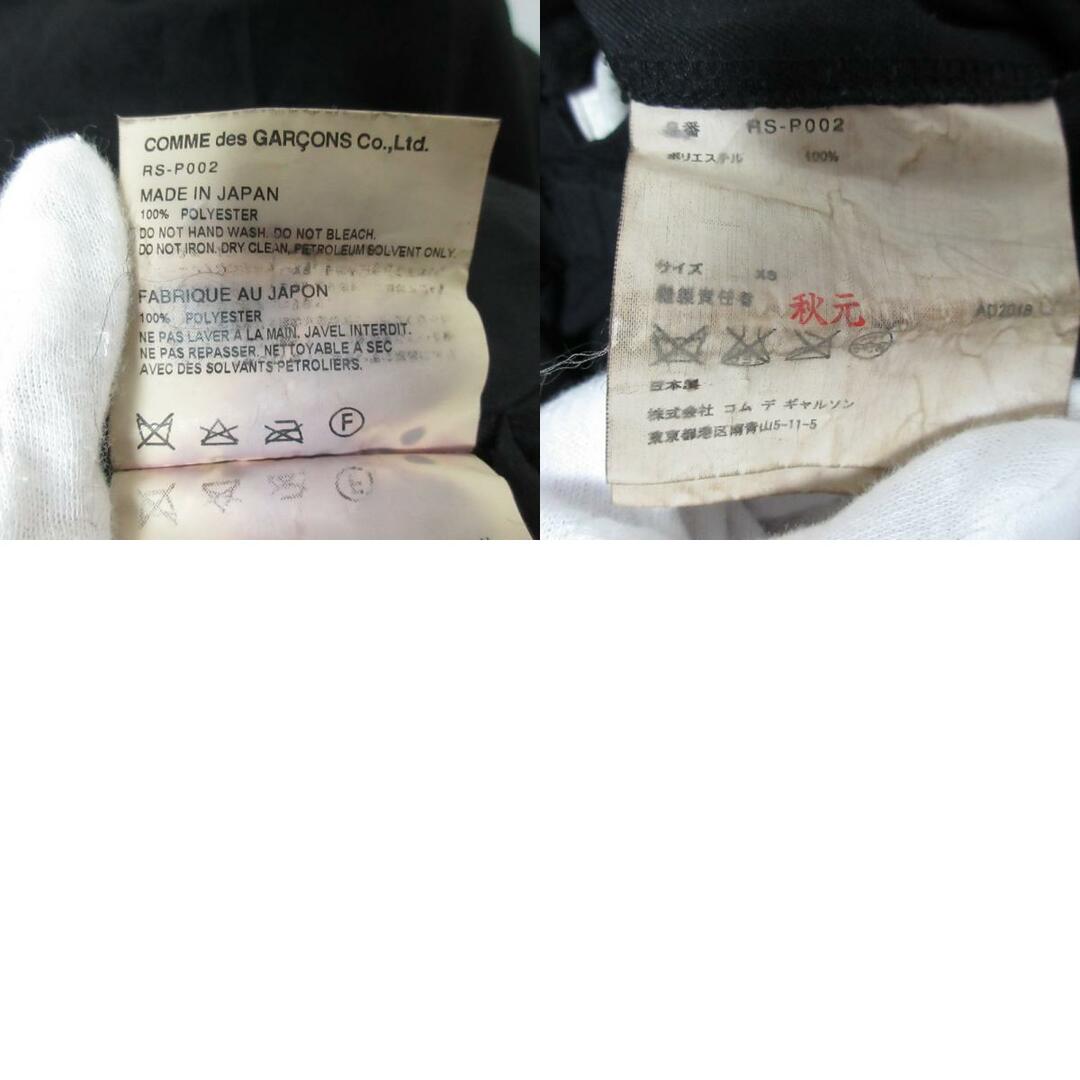 COMME des GARÇONS Co.,Ltd.
RS-P002
MADE IN JAPAN
100% POLYESTER
DO NOT HAND WASH. DO NOT BLEACH.
DO NOT IRON. DRY CLEAN, PETROLEUM SOLVENT ONLY.
FABRIQUE AU JAPON
100% POLYESTER
NE PAS LAVER A LA MAIN. JAVEL INTERDIT.
NE PAS REPASSER. NETTOYABLE A SEC
AVEC DES SOLVANTS PETROLIERS.
F
品番 RS-P002
ポリエステル 100%
サイズ XS
縫製責任者 秋元 AD2018
日本製
株式会社 コム デ ギャルソン
東京都港区南青山5-11-5